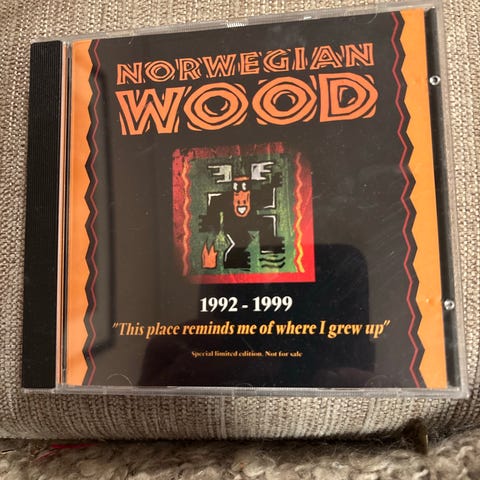 NORWEGIAN
WOOD
1992 - 1999
"This place reminds me of where I grew up"
Special limited edition. Not for sale